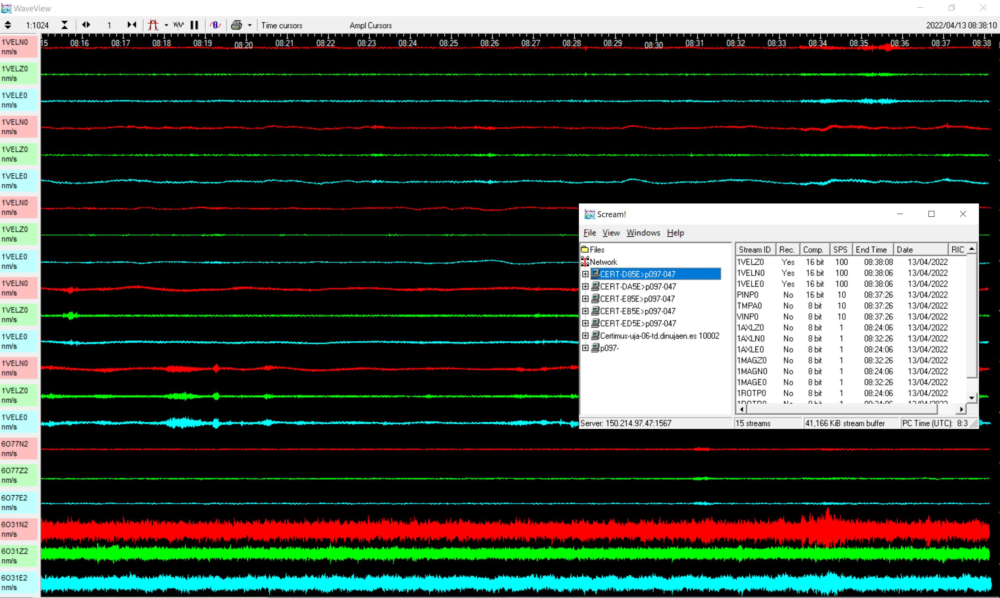 WaveView
1:1024 1 Time cursors Ampl Cursors 2022/04/13 08:38:10
15 08:16 08:17 08:18 08:19 08:20 08:21 08:22 08:23 08:24 08:25 08:26 08:27 08:28 08:29 08:30 08:31 08:32 08:33 08:34 08:35 08:36 08:37 08:38
1VELN0
nm/s
1VELZ0
nm/s
1VELE0
nm/s
1VELN0
nm/s
1VELZ0
nm/s
1VELE0
nm/s
1VELN0
nm/s
1VELZ0
nm/s
1VELE0
nm/s
1VELN0
nm/s
1VELZ0
nm/s
1VELE0
nm/s
1VELN0
nm/s
1VELZ0
nm/s
1VELE0
nm/s
6O77N2
nm/s
6O77Z2
nm/s
6O77E2
nm/s
6O31N2
nm/s
6O31Z2
nm/s
6O31E2
nm/s
Scream!
File View Windows Help
Files
Network
CERT-D85E>p097-047
CERT-DA5E>p097-047
CERT-E85E>p097-047
CERT-EB5E>p097-047
CERT-ED5E>p097-047
Certimus-uja-06-td.dinujaen.es 10002
p097-
Stream ID Rec. Comp. SPS End Time Date RIC
1VELZ0 Yes 16 bit 100 08:38:08 13/04/2022
1VELN0 Yes 16 bit 100 08:38:06 13/04/2022
1VELE0 Yes 16 bit 100 08:38:06 13/04/2022
PINP0 No 16 bit 10 08:37:26 13/04/2022
TMPA0 No 8 bit 10 08:37:26 13/04/2022
VINP0 No 8 bit 10 08:37:26 13/04/2022
1AXLZ0 No 8 bit 1 08:24:06 13/04/2022
1AXLN0 No 8 bit 1 08:32:26 13/04/2022
1AXLE0 No 8 bit 1 08:24:06 13/04/2022
1MAGZ0 No 8 bit 1 08:32:26 13/04/2022
1MAGN0 No 8 bit 1 08:24:06 13/04/2022
1MAGE0 No 8 bit 1 08:32:26 13/04/2022
1ROTP0 No 8 bit 1 08:24:06 13/04/2022
Server: 150.214.97.47:1567 15 streams 41,166 KiB stream buffer PC Time (UTC): 8:3